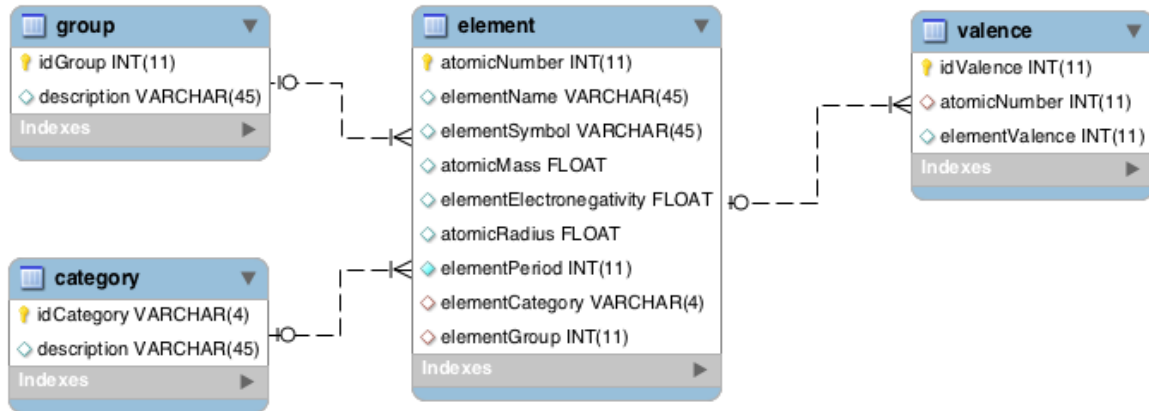 group
idGroup INT(11)
description VARCHAR(45)
Indexes
category
idCategory VARCHAR(4)
description VARCHAR(45)
Indexes
element
atomicNumber INT(11)
elementName VARCHAR(45)
elementSymbol VARCHAR(45)
atomicMass FLOAT
elementElectronegativity FLOAT
atomicRadius FLOAT
elementPeriod INT(11)
elementCategory VARCHAR(4)
elementGroup INT(11)
Indexes
valence
idValence INT(11)
atomicNumber INT(11)
elementValence INT(11)
Indexes